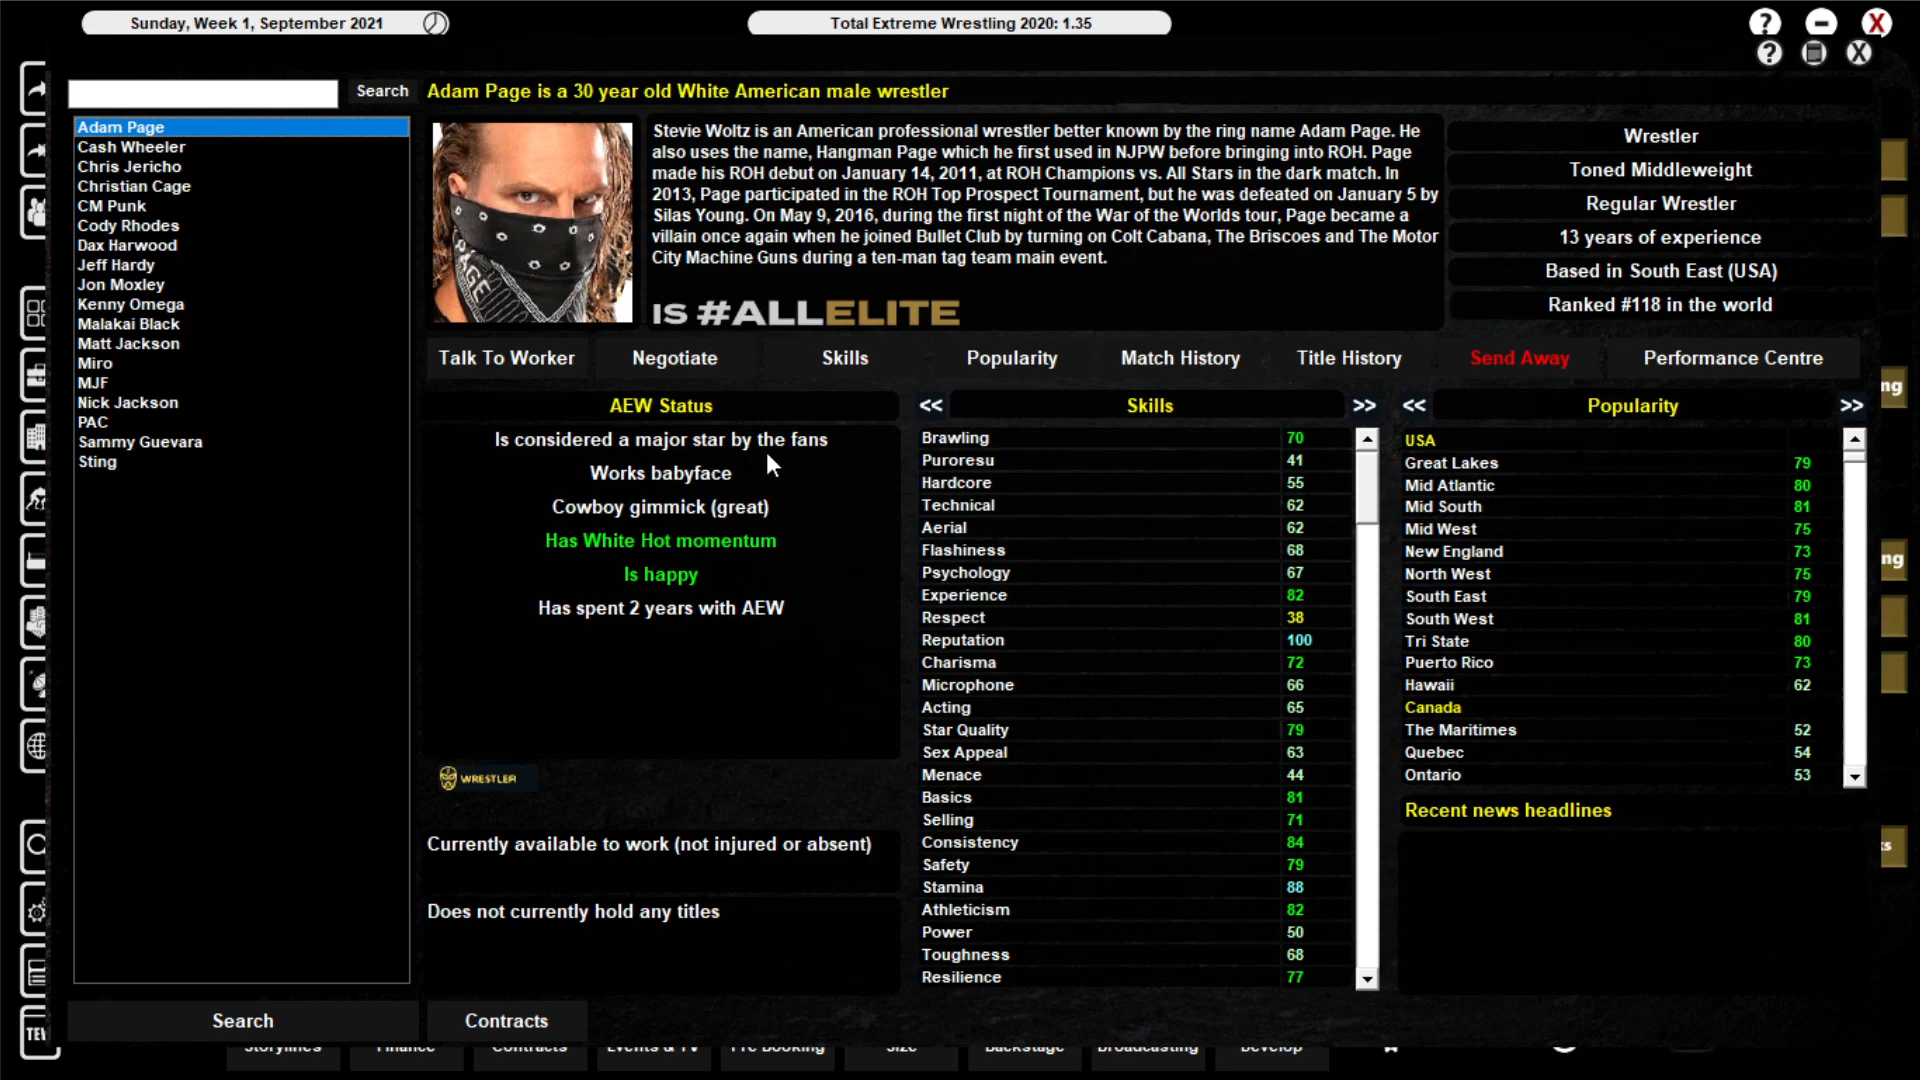 Sunday, Week 1, September 2021
Total Extreme Wrestling 2020: 1.35
?
X
?
X
Search
Adam Page is a 30 year old White American male wrestler
Adam Page
Cash Wheeler
Chris Jericho
Christian Cage
CM Punk
Cody Rhodes
Dax Harwood
Jeff Hardy
Jon Moxley
Kenny Omega
Malakai Black
Matt Jackson
Miro
MJF
Nick Jackson
PAC
Sammy Guevara
Sting
Stevie Woltz is an American professional wrestler better known by the ring name Adam Page. He
also uses the name, Hangman Page which he first used in NJPW before bringing into ROH. Page
made his ROH debut on January 14, 2011, at ROH Champions vs. All Stars in the dark match. In
2013, Page participated in the ROH Top Prospect Tournament, but he was defeated on January 5 by
Silas Young. On May 9, 2016, during the first night of the War of the Worlds tour, Page became a
villain once again when he joined Bullet Club by turning on Colt Cabana, The Briscoes and The Motor
City Machine Guns during a ten-man tag team main event.
IS #ALLELITE
Wrestler
Toned Middleweight
Regular Wrestler
13 years of experience
Based in South East (USA)
Ranked #118 in the world
Talk To Worker
Negotiate
Skills
Popularity
Match History
Title History
Send Away
Performance Centre
AEW Status
Is considered a major star by the fans
Works babyface
Cowboy gimmick (great)
Has White Hot momentum
Is happy
Has spent 2 years with AEW
WRESTLER
Currently available to work (not injured or absent)
Does not currently hold any titles
<< Skills >>
Brawling 70
Puroresu 41
Hardcore 55
Technical 62
Aerial 62
Flashiness 68
Psychology 67
Experience 82
Respect 38
Reputation 100
Charisma 72
Microphone 66
Acting 65
Star Quality 79
Sex Appeal 63
Menace 44
Basics 81
Selling 71
Consistency 84
Safety 79
Stamina 88
Athleticism 82
Power 50
Toughness 68
Resilience 77
<< Popularity >>
USA
Great Lakes 79
Mid Atlantic 80
Mid South 81
Mid West 75
New England 73
North West 75
South East 79
South West 81
Tri State 80
Puerto Rico 73
Hawaii 62
Canada
The Maritimes 52
Quebec 54
Ontario 53
Recent news headlines
ng
ng
ks
Search
Contracts
TEW
Storylines
Finance
Contracts
Events & TV
Pre Booking
Size
Backstage
Broadcasting
Develop